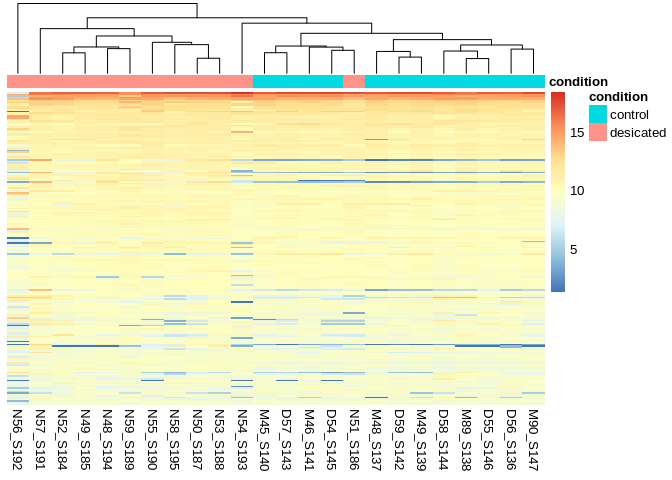 condition
condition
control
desicated
15
10
5
N56_S192
N57_S191
N52_S184
N49_S185
N48_S194
N59_S189
N55_S190
N58_S195
N50_S187
N53_S188
N54_S193
M45_S140
D57_S143
M46_S141
D54_S145
N51_S186
M48_S137
D59_S142
M49_S139
D58_S144
M89_S138
D55_S146
D56_S136
M90_S147